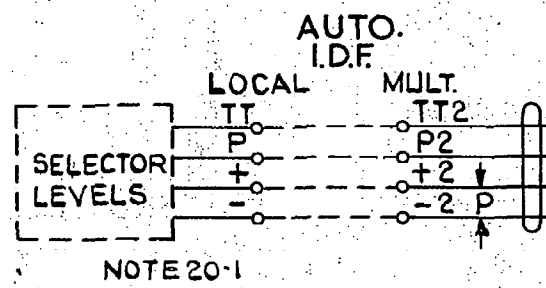 AUTO.
I.D.F.
LOCAL MULT.
TT TT2
P P2
SELECTOR + +2
LEVELS - -2 P
NOTE 20-1